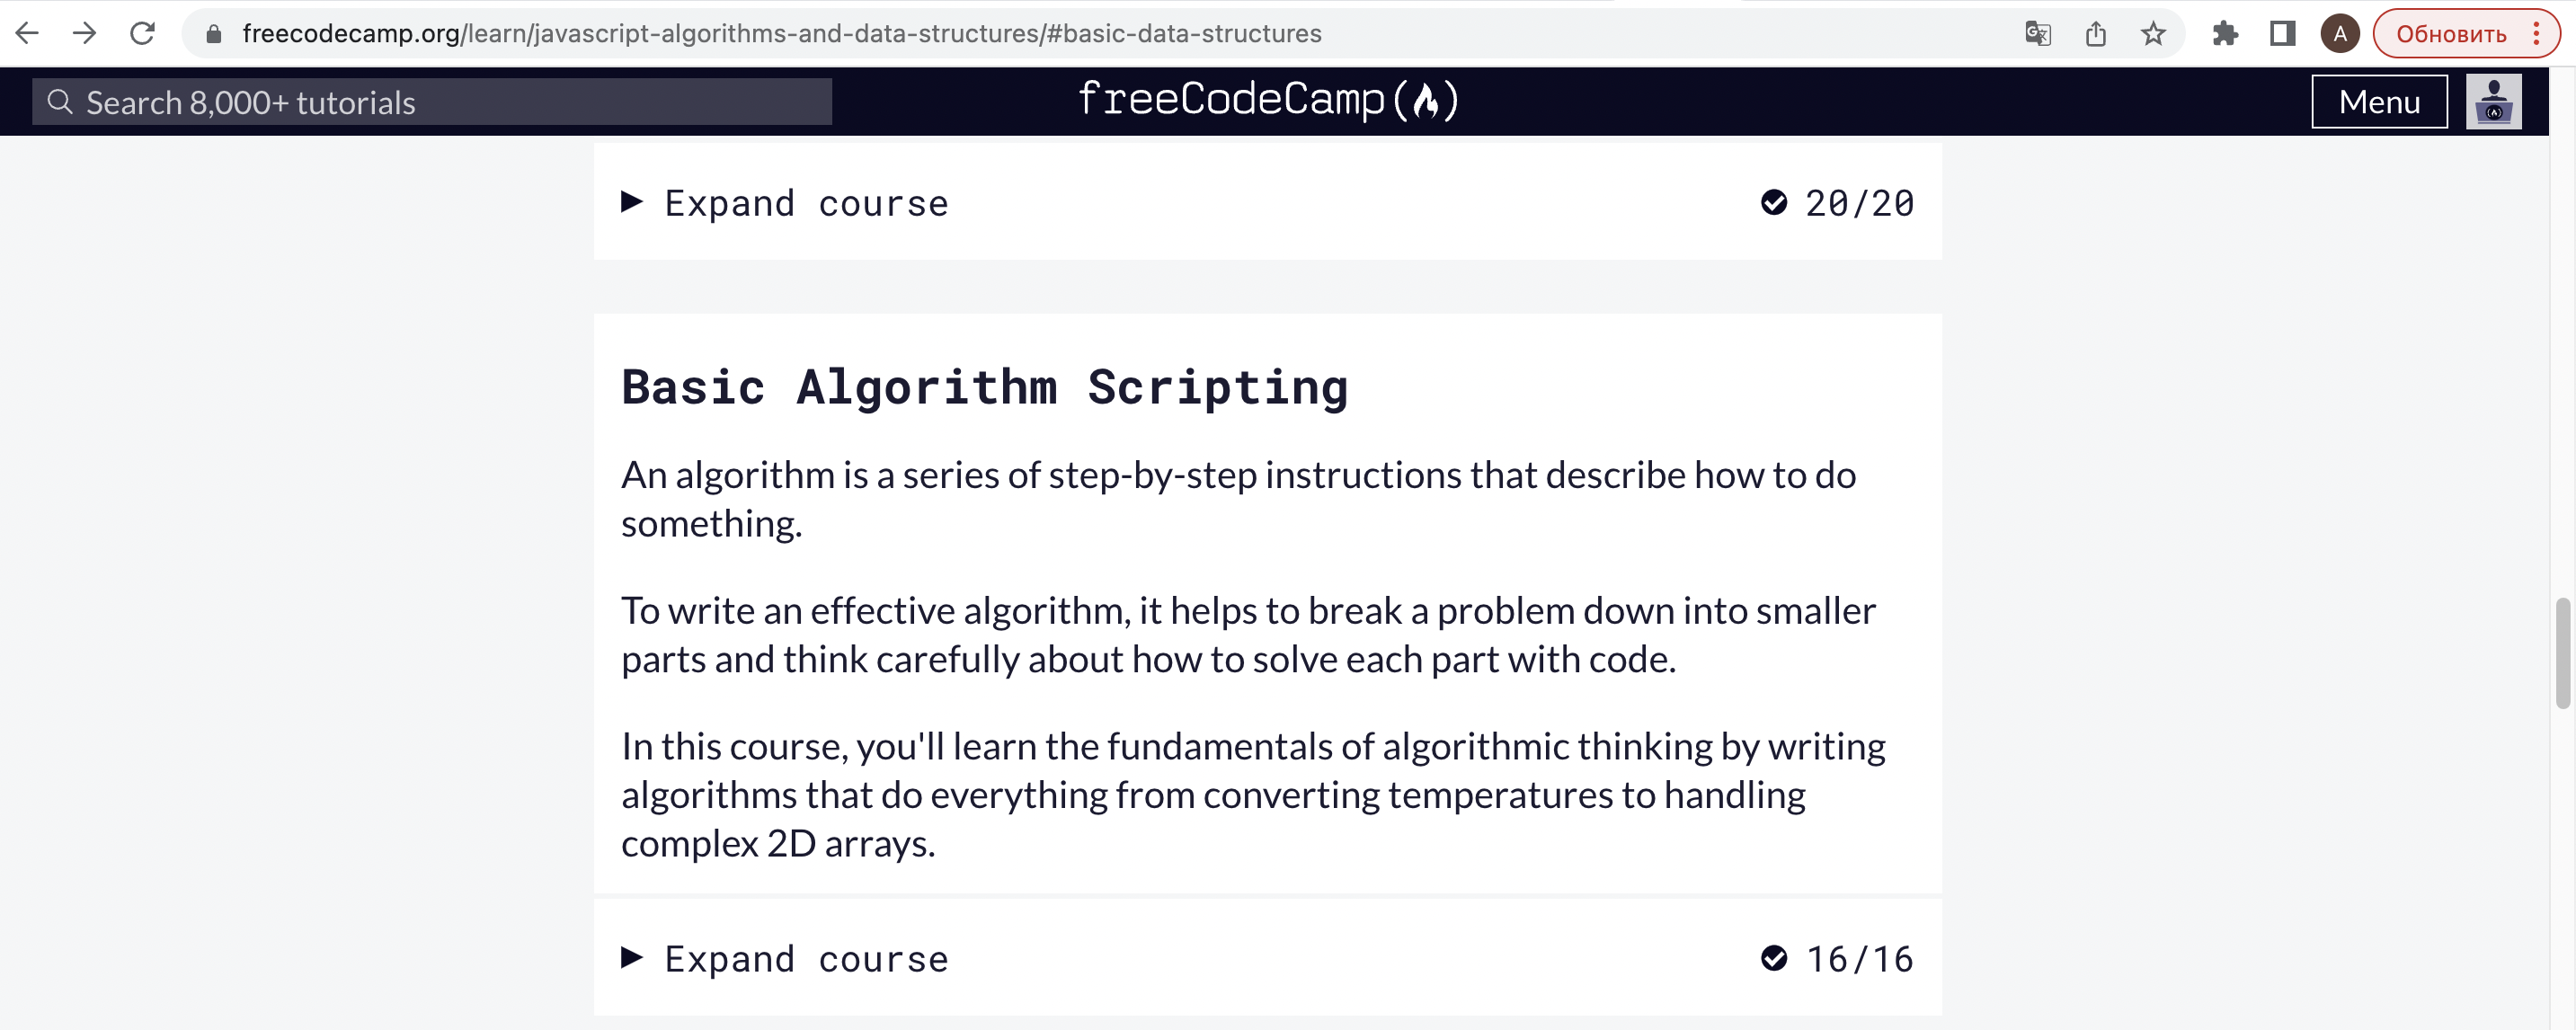 freecodecamp.org/learn/javascript-algorithms-and-data-structures/#basic-data-structures
A
Обновить
Search 8,000+ tutorials
freeCodeCamp
Menu
Expand course
20/20
Basic Algorithm Scripting
An algorithm is a series of step-by-step instructions that describe how to do
something.
To write an effective algorithm, it helps to break a problem down into smaller
parts and think carefully about how to solve each part with code.
In this course, you'll learn the fundamentals of algorithmic thinking by writing
algorithms that do everything from converting temperatures to handling
complex 2D arrays.
Expand course
16/16